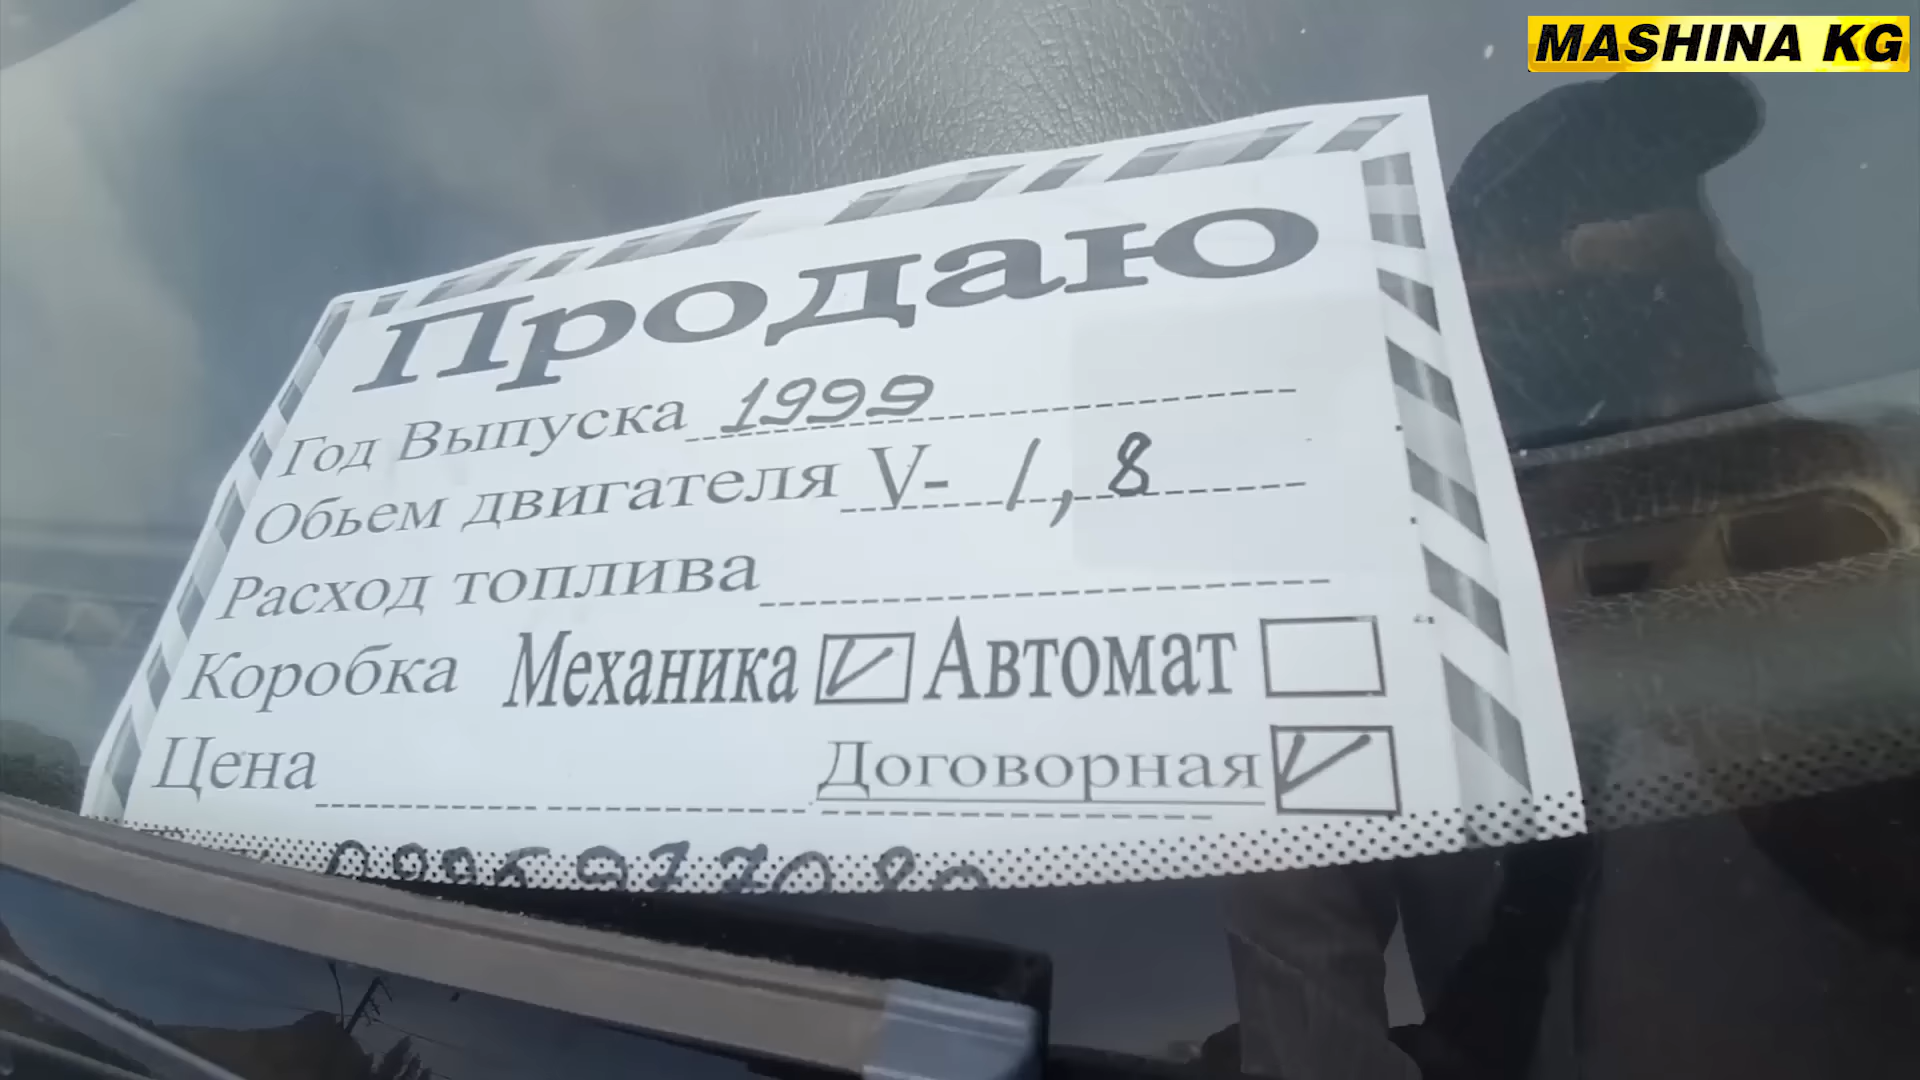 MASHINA KG
Продаю
Год Выпуска 1999
Обьем двигателя V- 1,8
Расход топлива
Коробка Механика Автомат
Цена Договорная